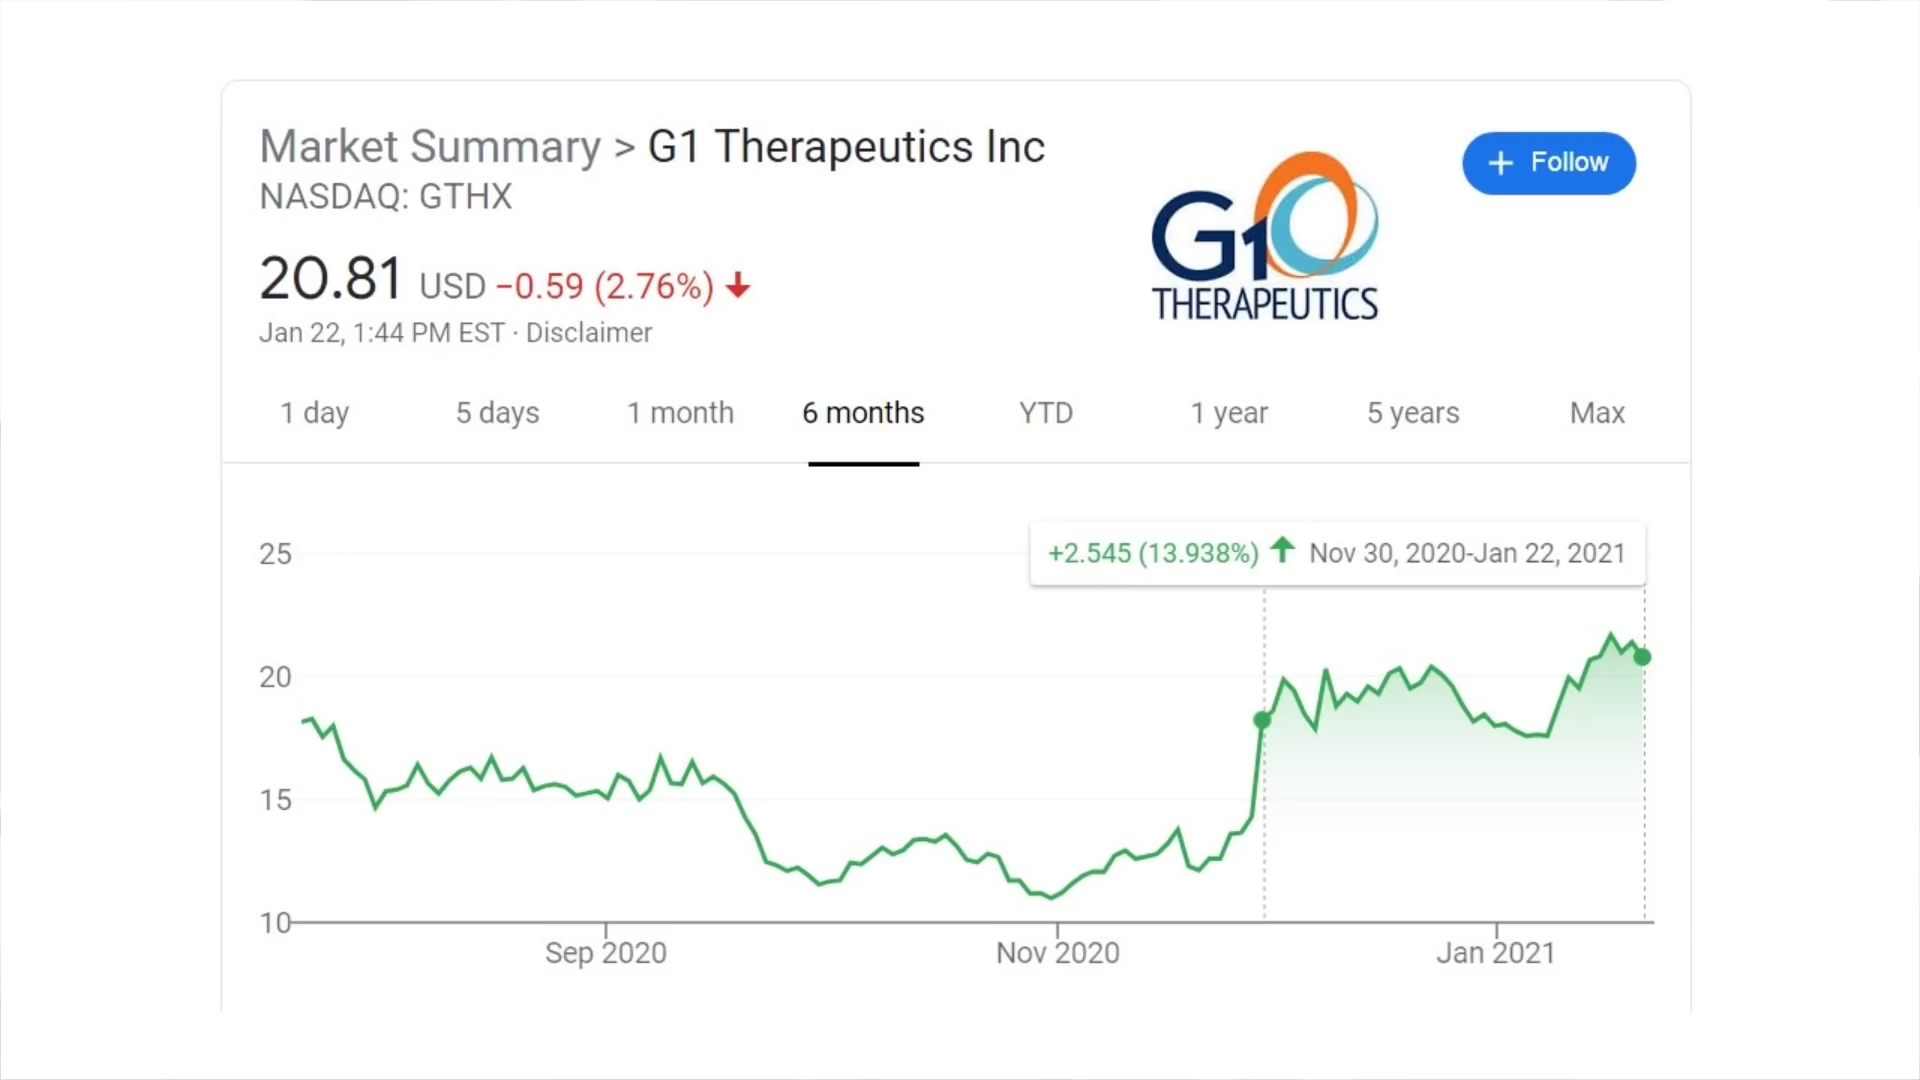 Market Summary > G1 Therapeutics Inc
NASDAQ: GTHX
G1
THERAPEUTICS
+ Follow
20.81 USD −0.59 (2.76%)
Jan 22, 1:44 PM EST · Disclaimer
1 day 5 days 1 month 6 months YTD 1 year 5 years Max
+2.545 (13.938%) Nov 30, 2020-Jan 22, 2021
25
20
15
10
Sep 2020 Nov 2020 Jan 2021